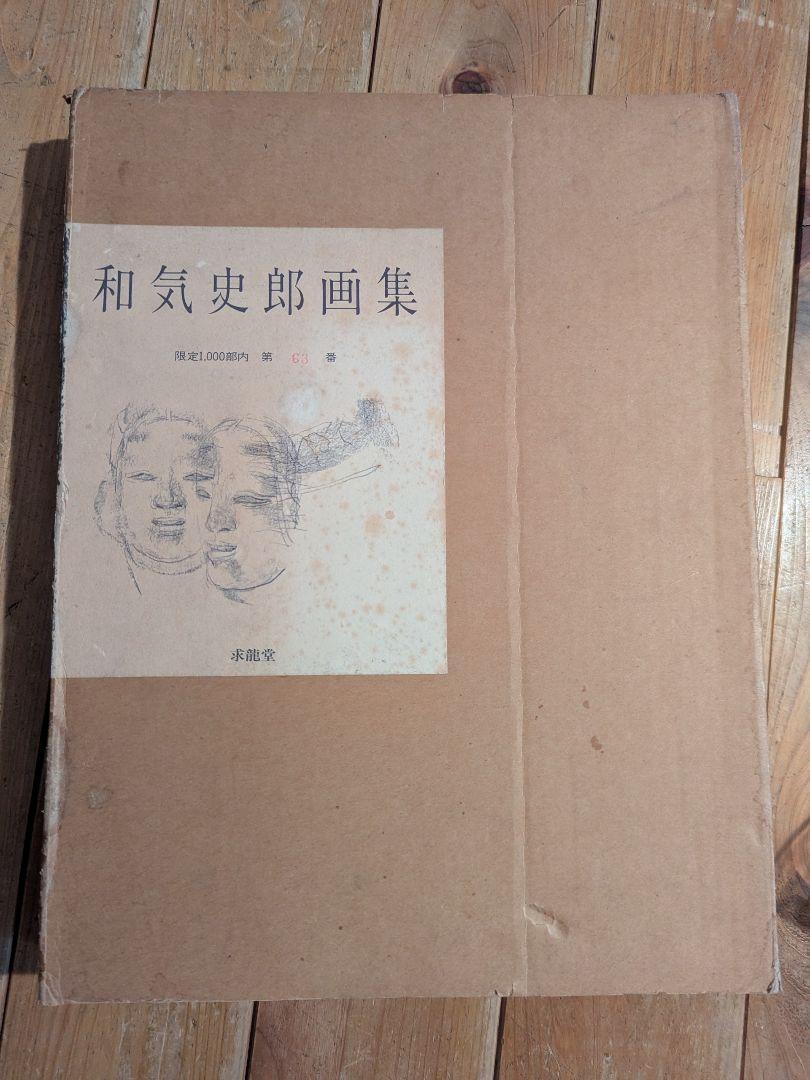 和気史郎画集
限定1,000部内 第 63 番
求龍堂